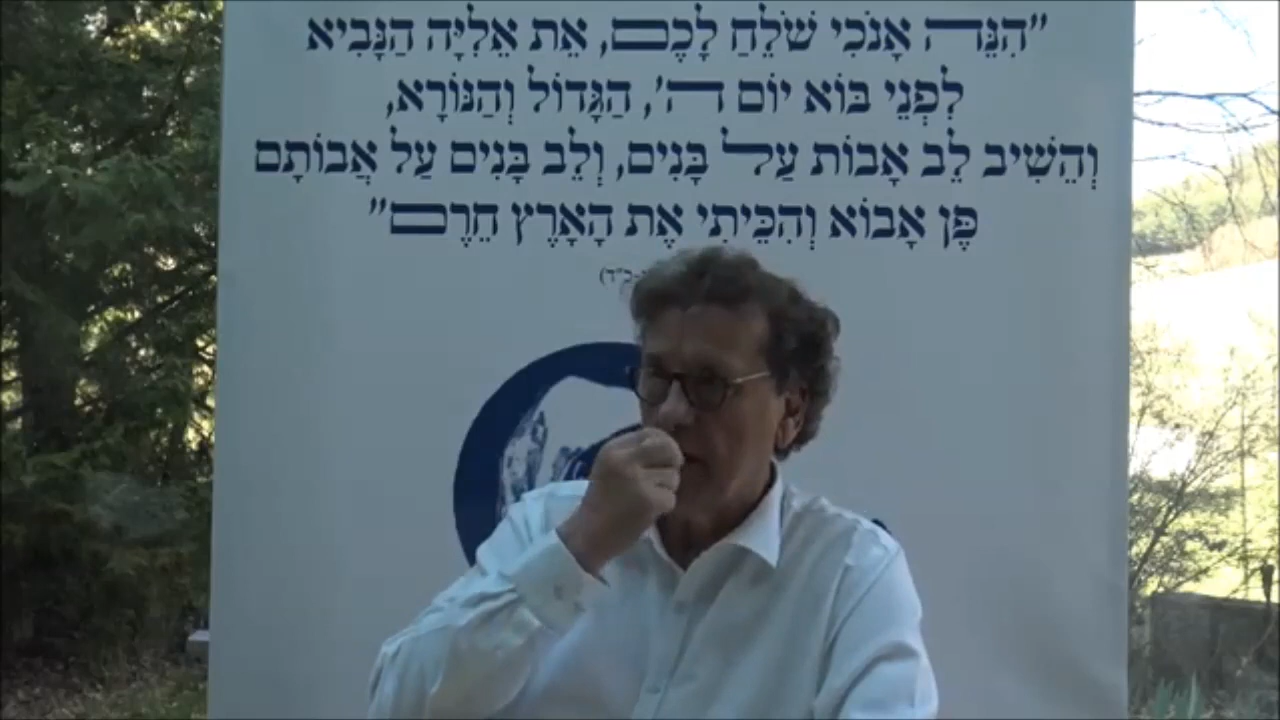 "הִנֵּה אָנֹכִי שֹׁלֵחַ לָכֶם, אֵת אֵלִיָּה הַנָּבִיא
לִפְנֵי בּוֹא יוֹם ה', הַגָּדוֹל וְהַנּוֹרָא,
וְהֵשִׁיב לֵב אָבוֹת עַל בָּנִים, וְלֵב בָּנִים עַל אֲבוֹתָם
פֶּן אָבוֹא וְהִכֵּיתִי אֶת הָאָרֶץ חֵרֶם"
כ"ד)